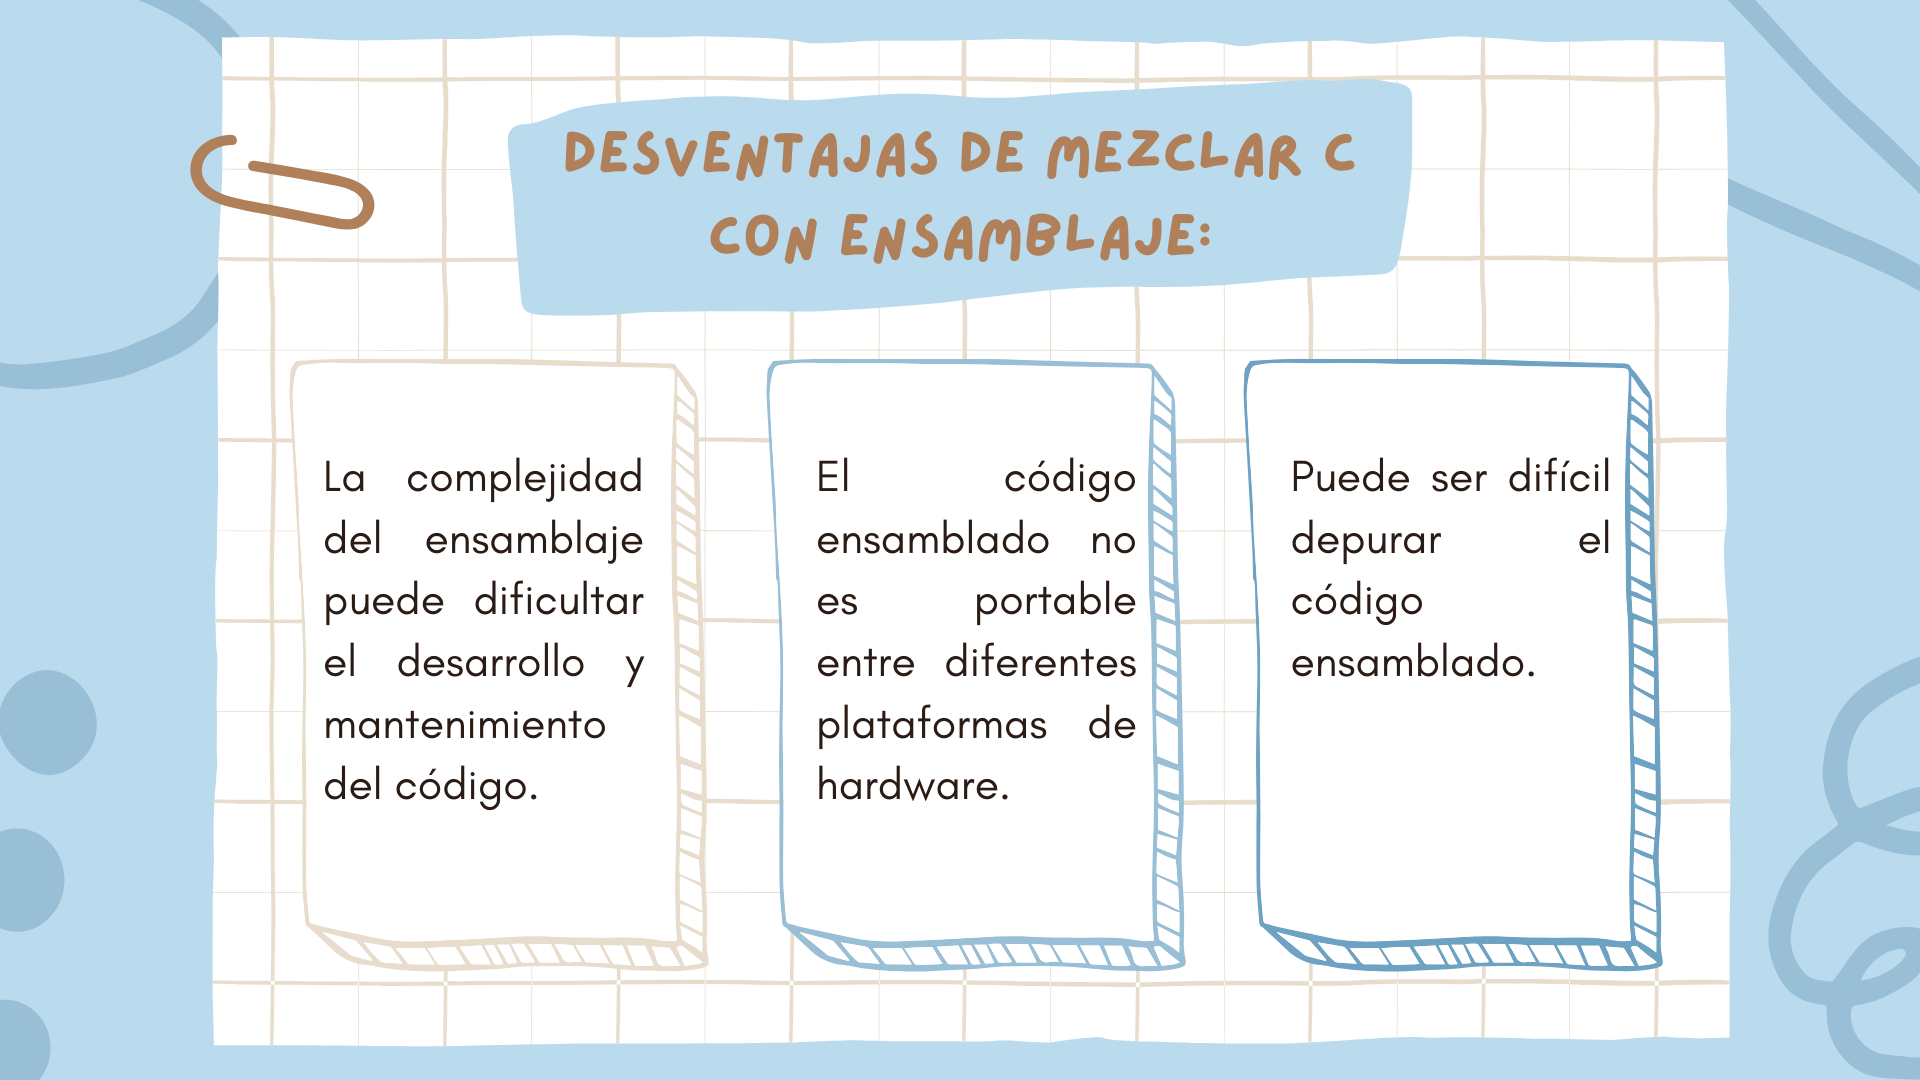 DESVENTAJAS DE MEZCLAR C
CON ENSAMBLAJE:
La complejidad
del ensamblaje
puede dificultar
el desarrollo y
mantenimiento
del código.
El código
ensamblado no
es portable
entre diferentes
plataformas de
hardware.
Puede ser difícil
depurar el
código
ensamblado.